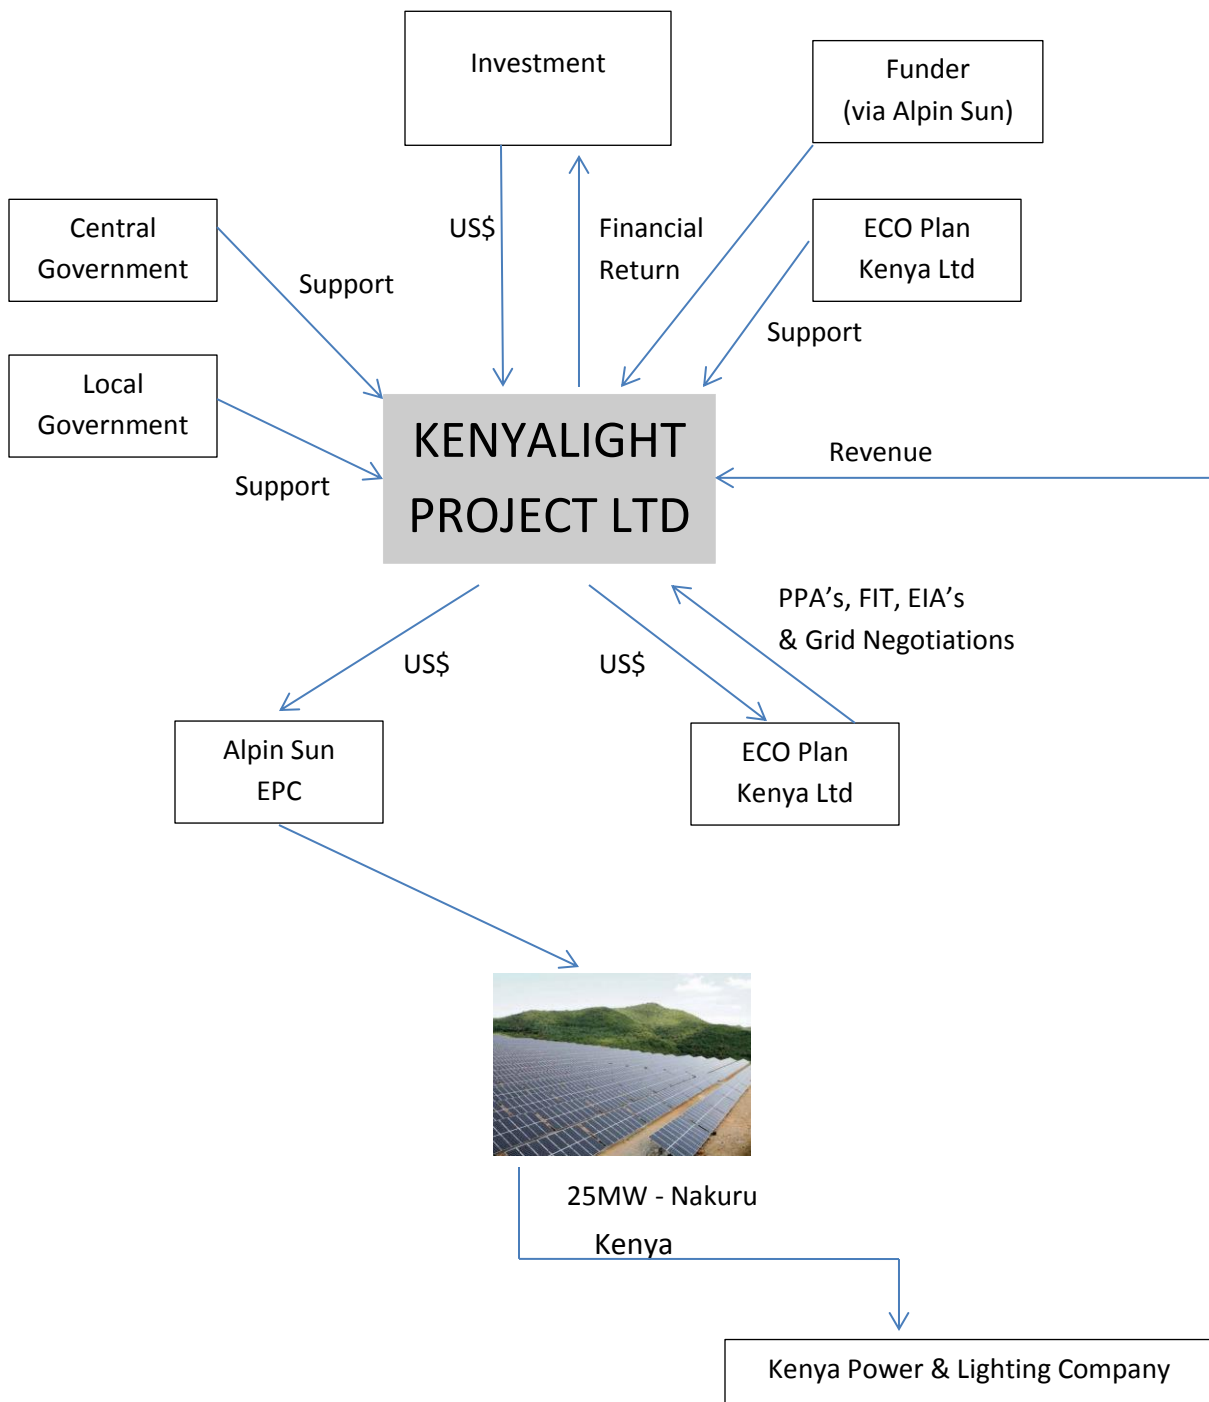 Investment
Funder
(via Alpin Sun)
Central
Government
US$
Financial
Return
ECO Plan
Kenya Ltd
Support
Support
Local
Government
Support
KENYALIGHT
PROJECT LTD
Revenue
PPA’s, FIT, EIA’s
& Grid Negotiations
US$
US$
Alpin Sun
EPC
ECO Plan
Kenya Ltd
25MW - Nakuru
Kenya
Kenya Power & Lighting Company